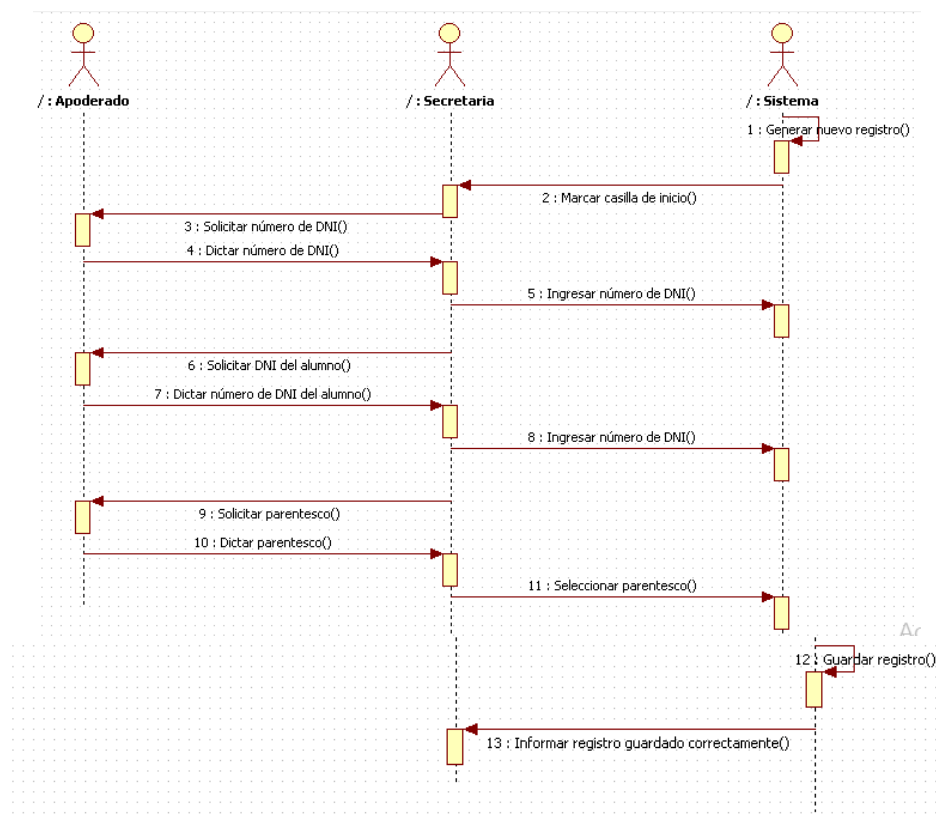 / : Apoderado
/ : Secretaria
/ : Sistema
1 : Generar nuevo registro()
2 : Marcar casilla de inicio()
3 : Solicitar número de DNI()
4 : Dictar número de DNI()
5 : Ingresar número de DNI()
6 : Solicitar DNI del alumno()
7 : Dictar número de DNI del alumno()
8 : Ingresar número de DNI()
9 : Solicitar parentesco()
10 : Dictar parentesco()
11 : Seleccionar parentesco()
12 : Guardar registro()
13 : Informar registro guardado correctamente()